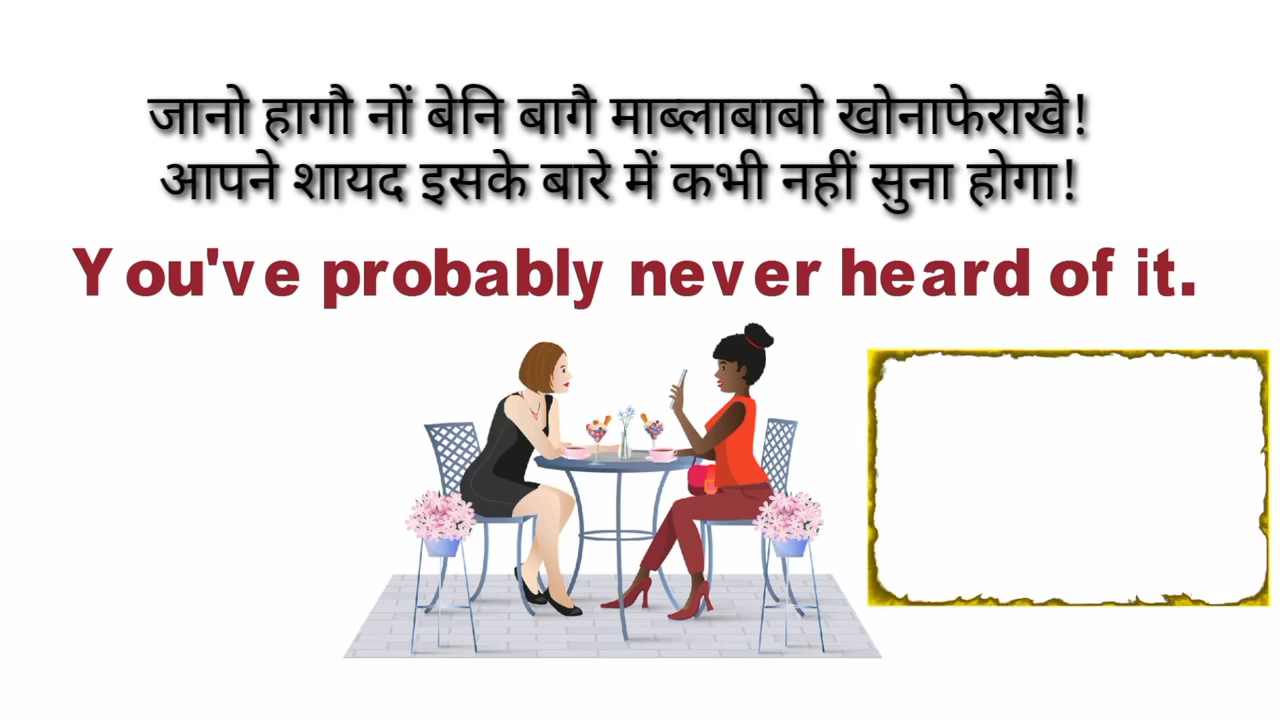 जानो हागौ नों बेनि बागै माब्लाबाबो खोनाफेराखै!
आपने शायद इसके बारे में कभी नहीं सुना होगा!
You've probably never heard of it.